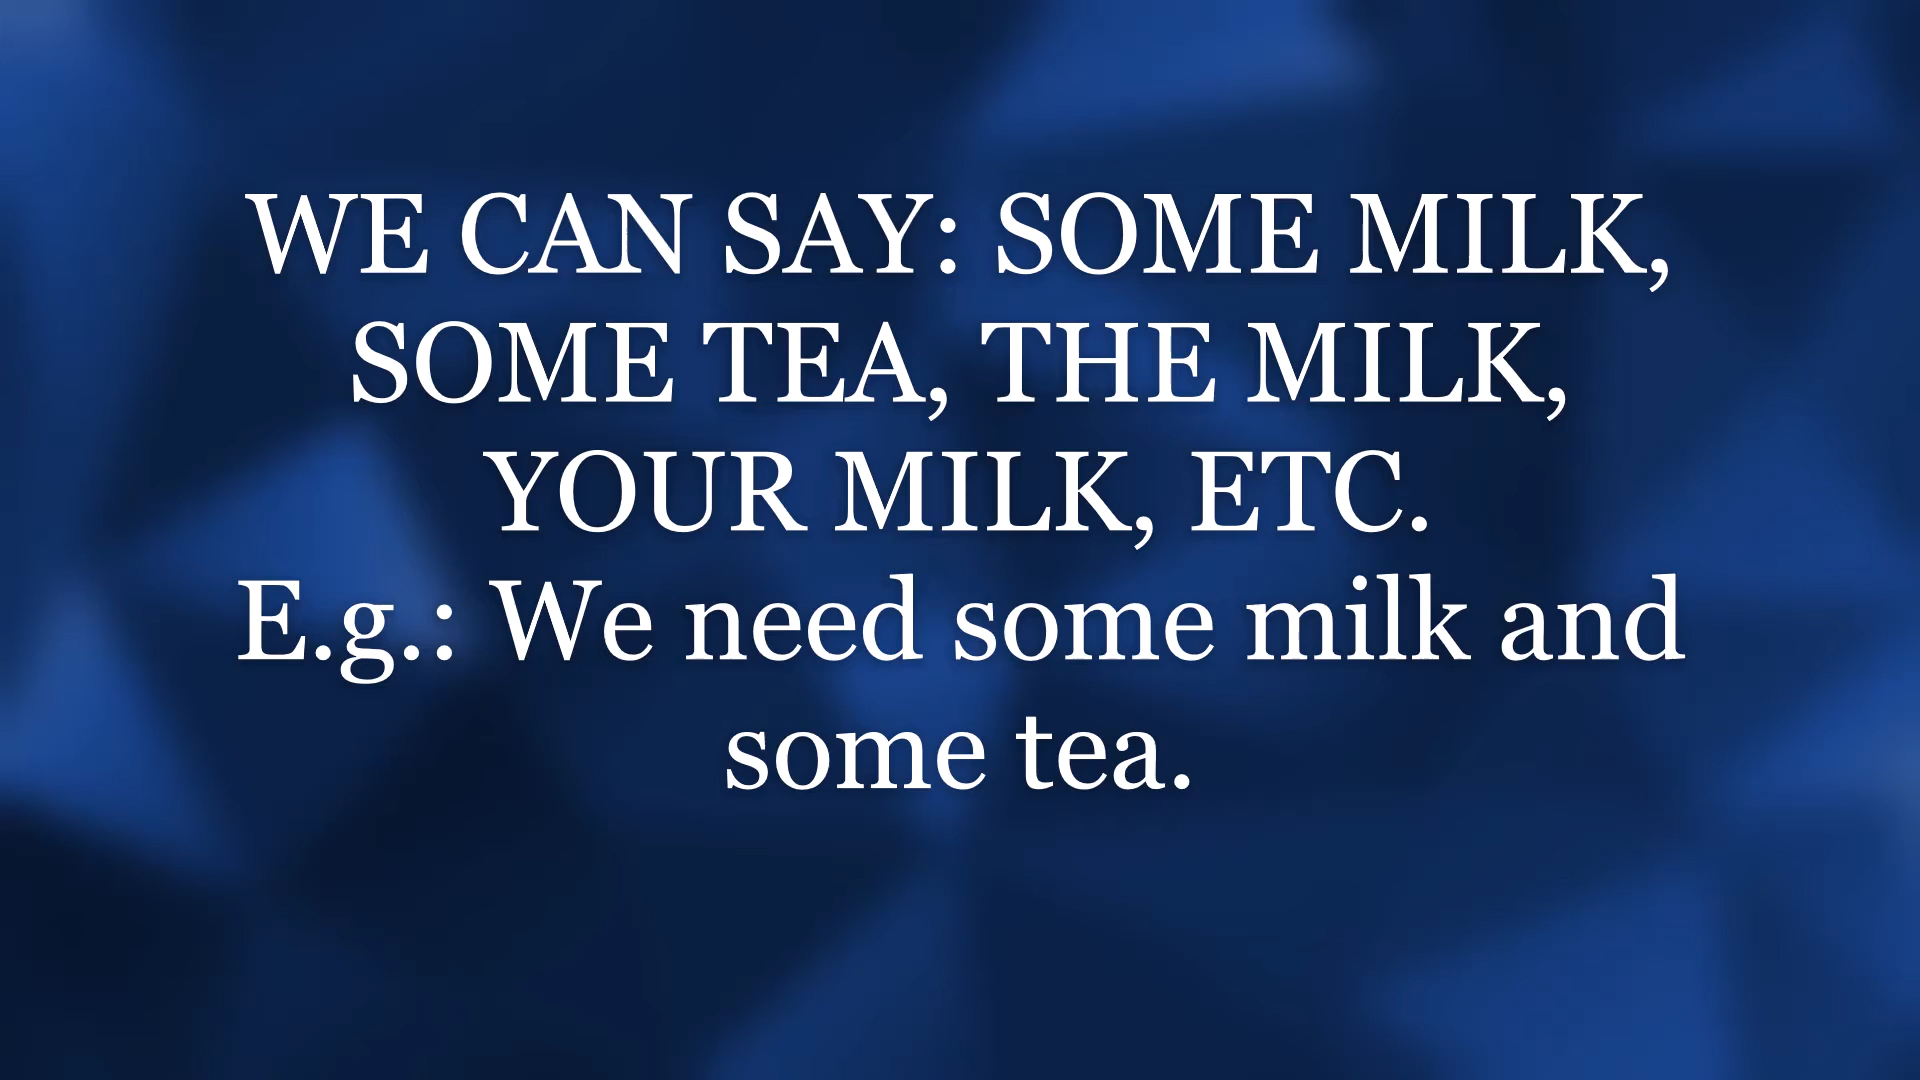 WE CAN SAY: SOME MILK,
SOME TEA, THE MILK,
YOUR MILK, ETC.
E.g.: We need some milk and
some tea.